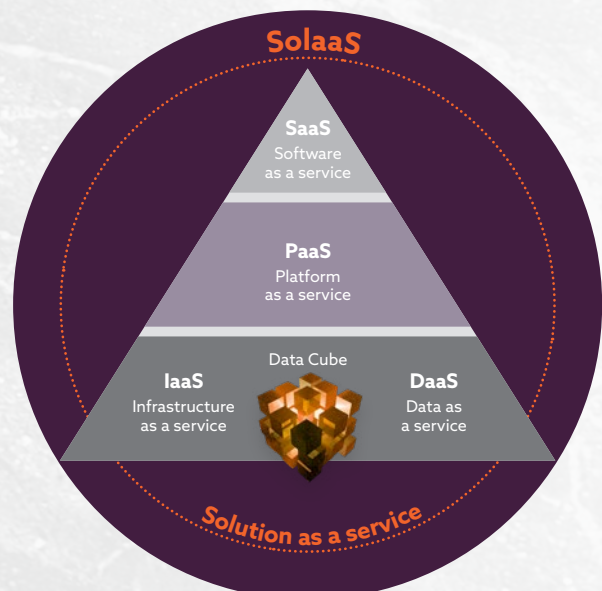 SolaaS
SaaS
Software
as a service
PaaS
Platform
as a service
Data Cube
IaaS
Infrastructure
as a service
DaaS
Data as
a service
Solution as a service